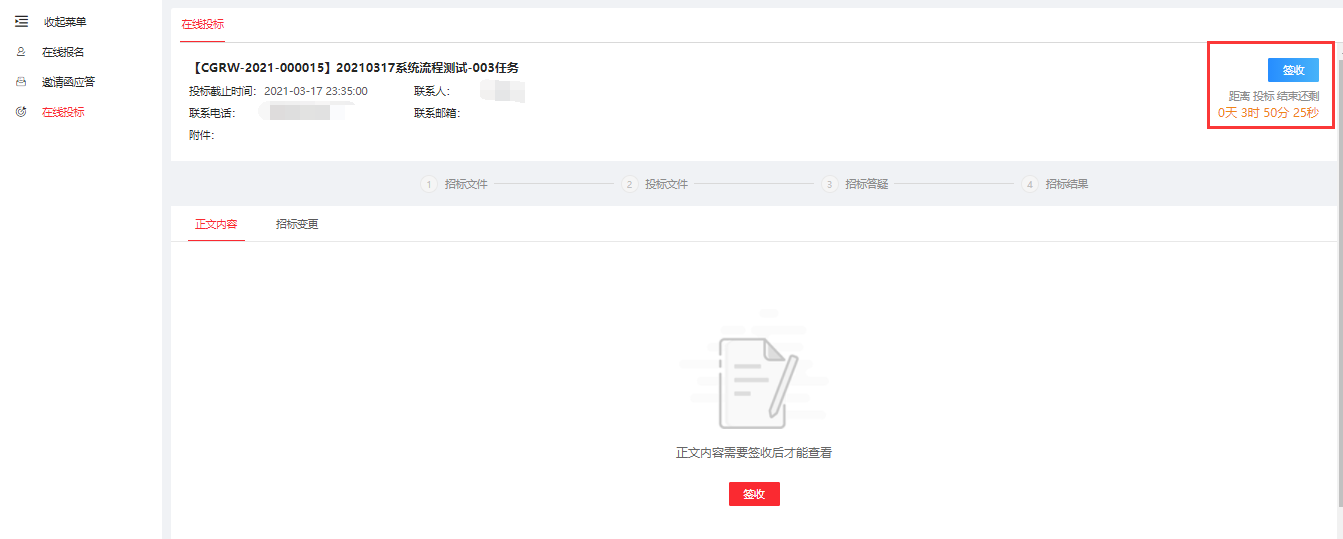 收起菜单
在线报名
邀请函应答
在线投标
在线投标
【CGRW-2021-000015】20210317系统流程测试-003任务
投标截止时间: 2021-03-17 23:35:00 联系人:
联系电话: 联系邮箱:
附件:
签收
距离 投标 结束还剩
0天 3时 50分 25秒
1 招标文件 2 投标文件 3 招标答疑 4 招标结果
正文内容 招标变更
正文内容需要签收后才能查看
签收